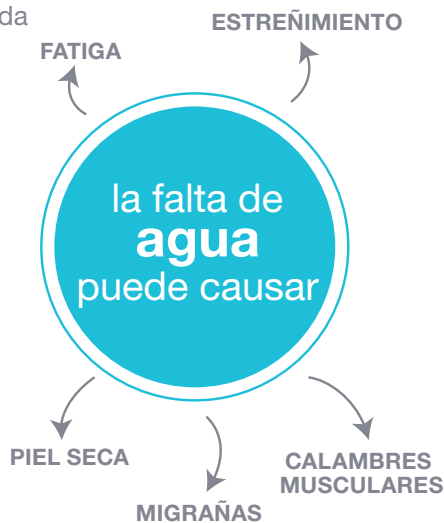 da
ESTREÑIMIENTO
FATIGA
la falta de
agua
puede causar
PIEL SECA
CALAMBRES
MUSCULARES
MIGRAÑAS